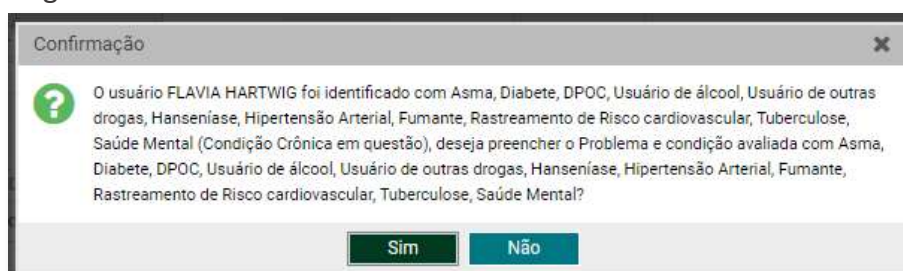 Confirmação
O usuário FLAVIA HARTWIG foi identificado com Asma, Diabete, DPOC, Usuário de álcool, Usuário de outras
drogas, Hanseníase, Hipertensão Arterial, Fumante, Rastreamento de Risco cardiovascular, Tuberculose,
Saúde Mental (Condição Crônica em questão), deseja preencher o Problema e condição avaliada com Asma,
Diabete, DPOC, Usuário de álcool, Usuário de outras drogas, Hanseníase, Hipertensão Arterial, Fumante,
Rastreamento de Risco cardiovascular, Tuberculose, Saúde Mental?
Sim Não